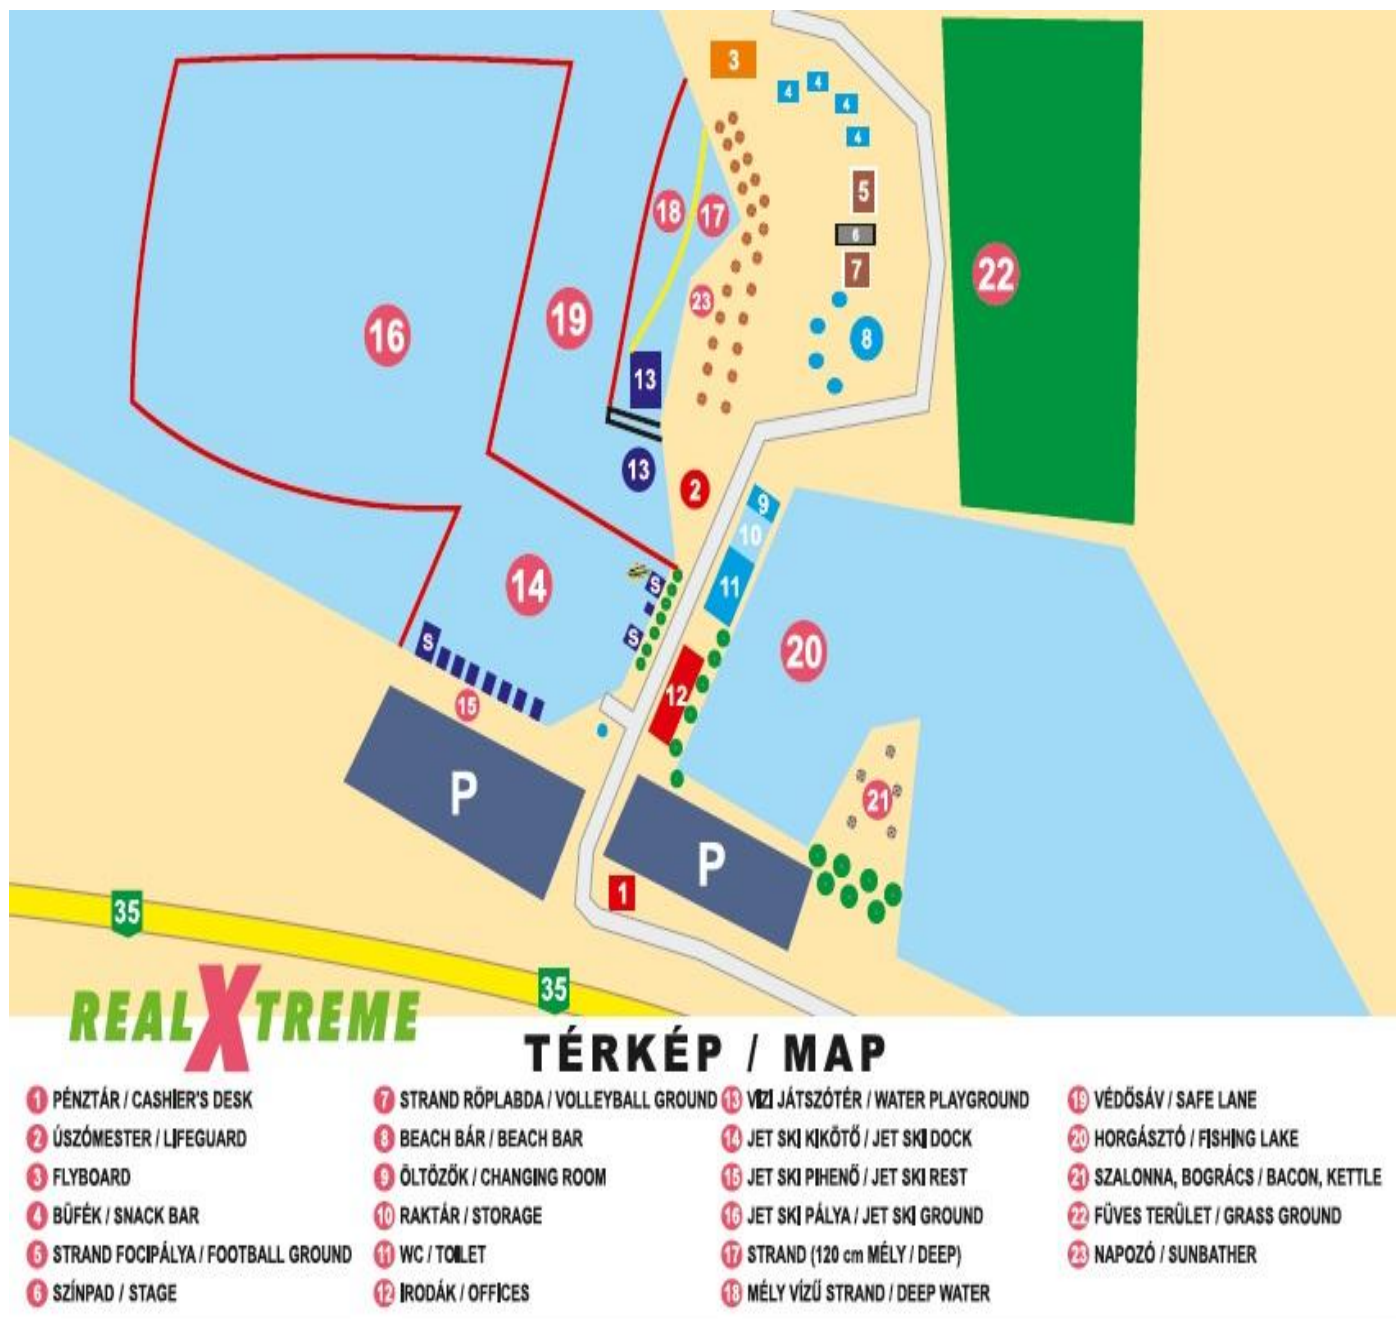 3
4
4
4
4
5
18
17
6
7
22
23
16
19
8
13
13
2
9
10
14
S
11
S
S
20
12
15
P
21
P
1
35
35
REALXTREME
TÉRKÉP / MAP
1 PÉNZTÁR / CASHIER'S DESK
2 ÚSZÓMESTER / LIFEGUARD
3 FLYBOARD
4 BÜFÉK / SNACK BAR
5 STRAND FOCIPÁLYA / FOOTBALL GROUND
6 SZÍNPAD / STAGE
7 STRAND RÖPLABDA / VOLLEYBALL GROUND
8 BEACH BÁR / BEACH BAR
9 ÖLTÖZŐK / CHANGING ROOM
10 RAKTÁR / STORAGE
11 WC / TOILET
12 IRODÁK / OFFICES
13 VIZI JÁTSZÓTÉR / WATER PLAYGROUND
14 JET SKI KIKÖTŐ / JET SKI DOCK
15 JET SKI PIHENŐ / JET SKI REST
16 JET SKI PÁLYA / JET SKI GROUND
17 STRAND (120 cm MÉLY / DEEP)
18 MÉLY VÍZŰ STRAND / DEEP WATER
19 VÉDŐSÁV / SAFE LANE
20 HORGÁSZTÓ / FISHING LAKE
21 SZALONNA, BOGRÁCS / BACON, KETTLE
22 FÜVES TERÜLET / GRASS GROUND
23 NAPOZÓ / SUNBATHER